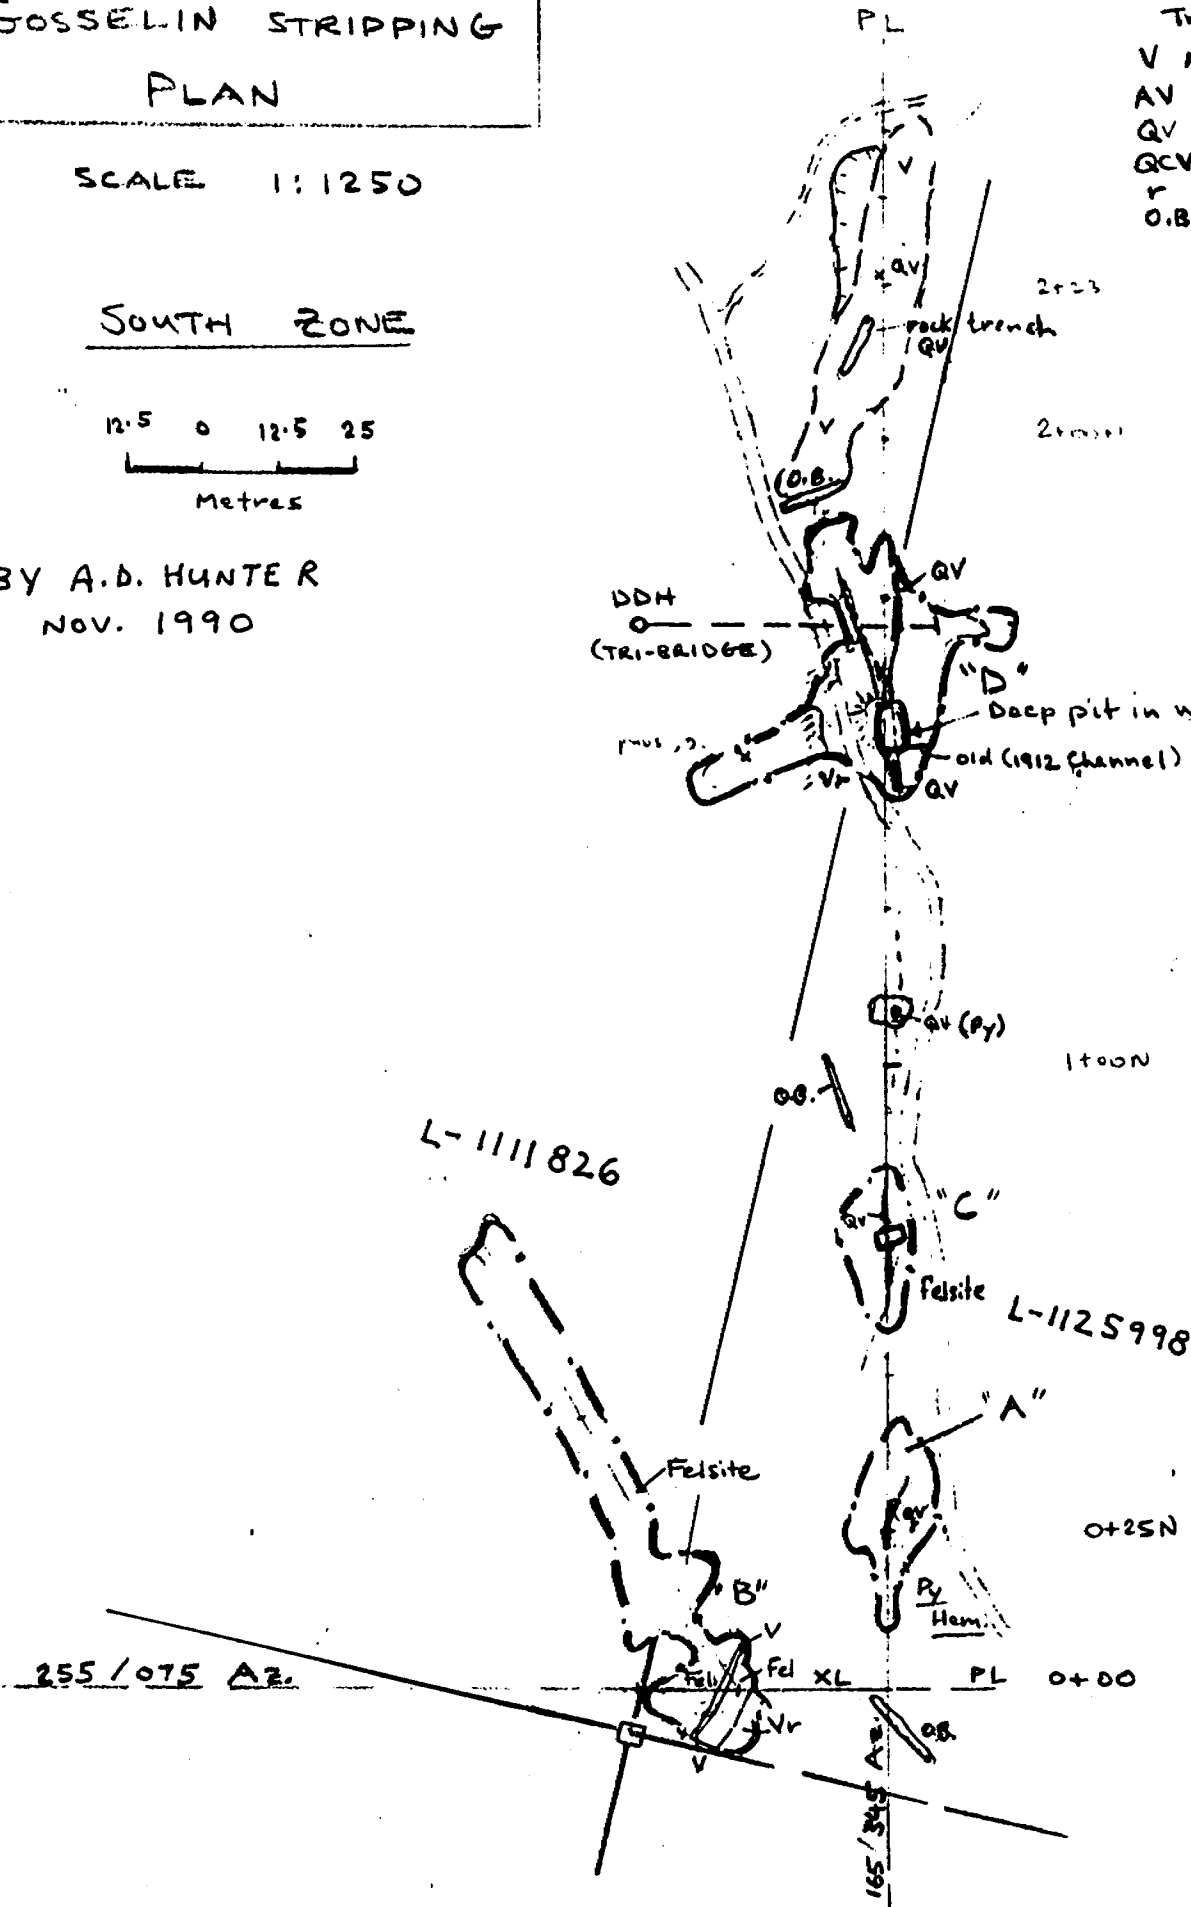 GOSSELIN STRIPPING
PLAN
SCALE 1:1250
SOUTH ZONE
12.5 0 12.5 25
Metres
BY A.D. HUNTER
NOV. 1990
PL
V
AV
QV
QCV
r
O.B
V
QV
2+23
rock trench
QV
V
O.B.
QV
DDH
(TRI-BRIDGE)
"D"
Deep pit in
old (1912 Channel)
Vr
QV
QV (Py)
1+00N
O.B.
L-1111826
"C"
QV
Felsite
L-1125998
"A"
Felsite
QV
0+25N
"B"
Py
Hem.
V
255/075 Az.
Fel.
Fel
XL
PL
0+00
Vr
O.B.
V
V
165/345 Az.